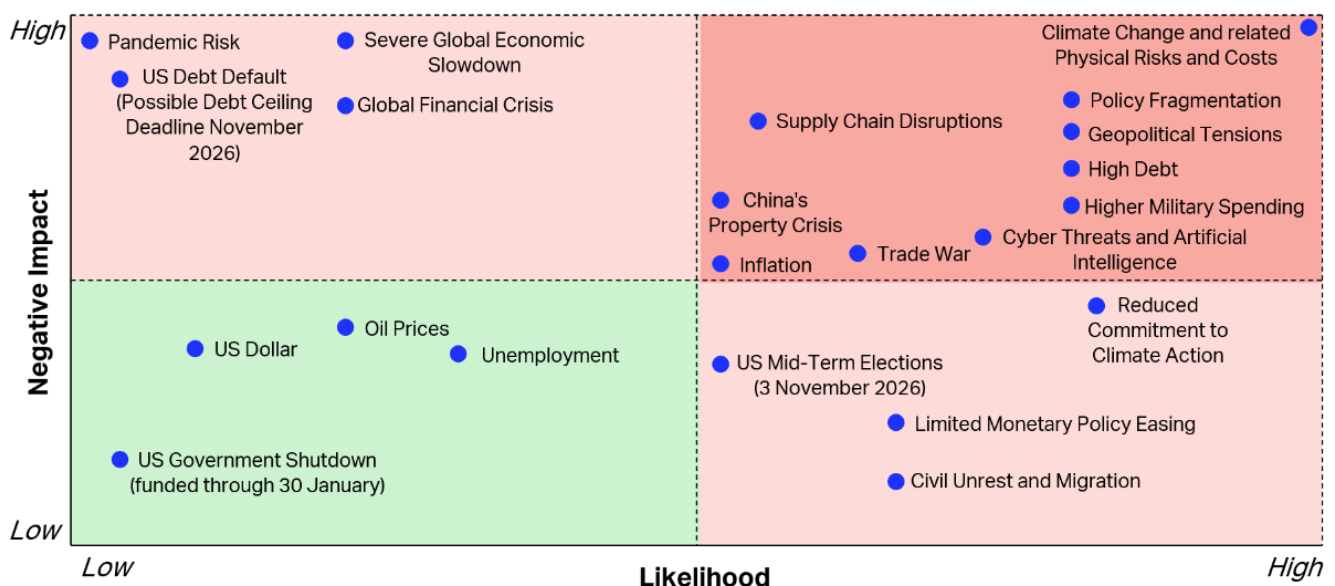 High
Pandemic Risk
US Debt Default
(Possible Debt Ceiling
Deadline November
2026)
Severe Global Economic
Slowdown
Global Financial Crisis
Climate Change and related
Physical Risks and Costs
Policy Fragmentation
Supply Chain Disruptions
Geopolitical Tensions
High Debt
China's
Property Crisis
Higher Military Spending
Cyber Threats and Artificial
Intelligence
Trade War
Inflation
Negative Impact
US Dollar
Oil Prices
Unemployment
Reduced
Commitment to
Climate Action
US Mid-Term Elections
(3 November 2026)
Limited Monetary Policy Easing
US Government Shutdown
(funded through 30 January)
Civil Unrest and Migration
Low
Low
Likelihood
High